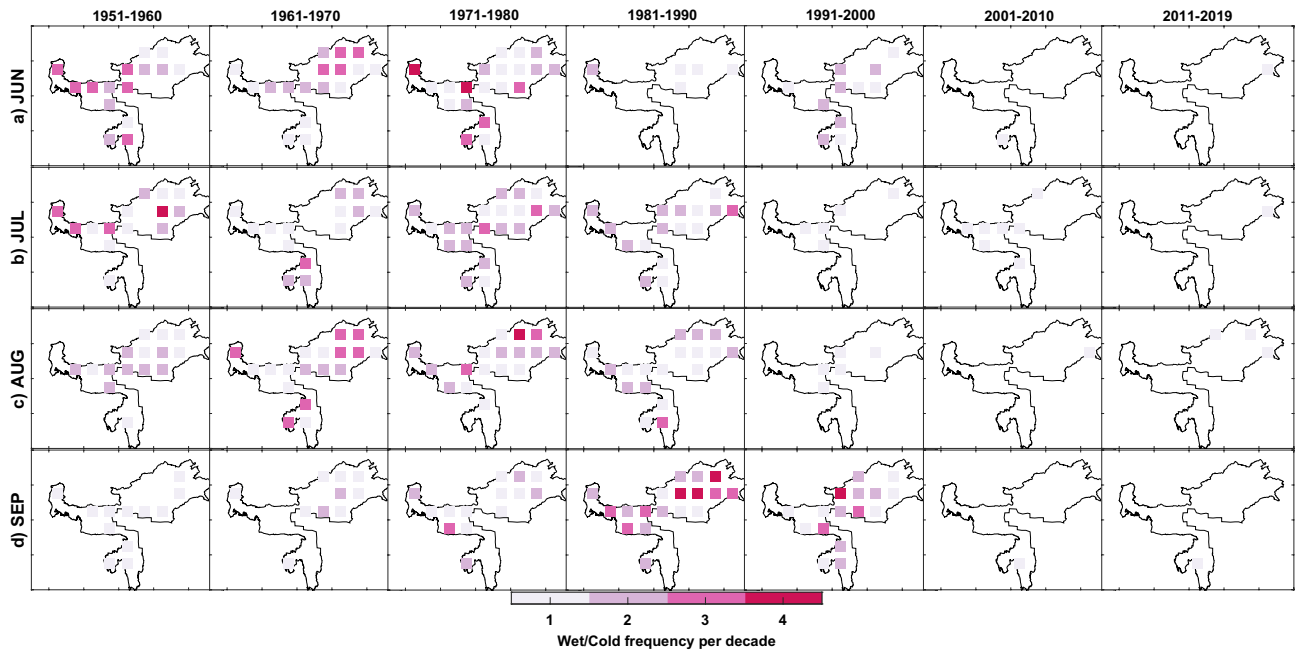 1951-1960 1961-1970 1971-1980 1981-1990 1991-2000 2001-2010 2011-2019
a) JUN
b) JUL
c) AUG
d) SEP
1 2 3 4
Wet/Cold frequency per decade